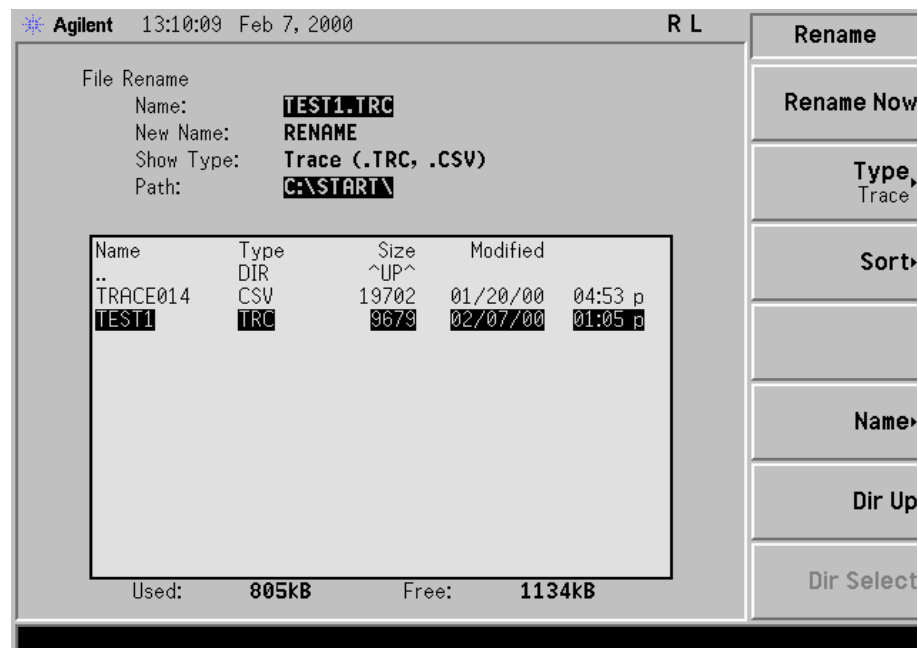 Agilent 13:10:09 Feb 7, 2000 R L
File Rename
Name: TEST1.TRC
New Name: RENAME
Show Type: Trace (.TRC, .CSV)
Path: C:\START\
Name Type Size Modified
.. DIR ^UP^
TRACE014 CSV 19702 01/20/00 04:53 p
TEST1 TRC 9679 02/07/00 01:05 p
Used: 805kB Free: 1134kB
Rename
Rename Now
Type
Trace
Sort
Name
Dir Up
Dir Select